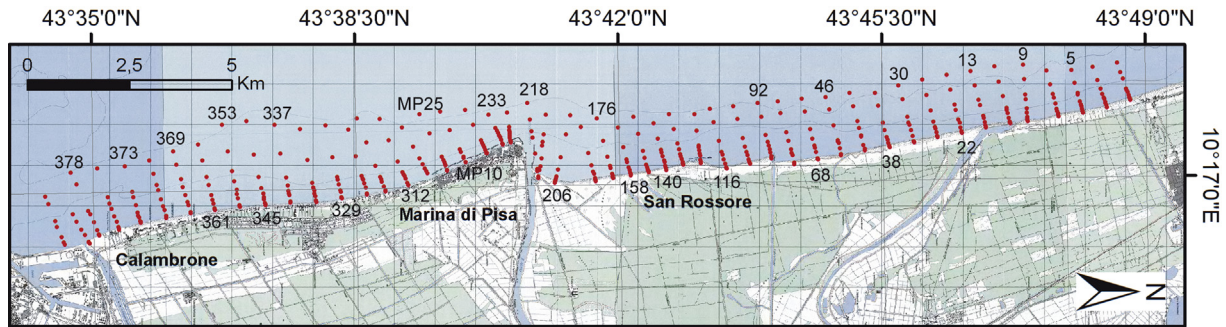 43°35'0"N 43°38'30"N 43°42'0"N 43°45'30"N 43°49'0"N
0 2,5 5
Km
353 337 MP25 233 218 176 92 46 30 13 9 5
378 373 369
361 345 329 312 MP10 206 158 140 116 68 38 22
Calambrone Marina di Pisa San Rossore
10°17'0"E
N